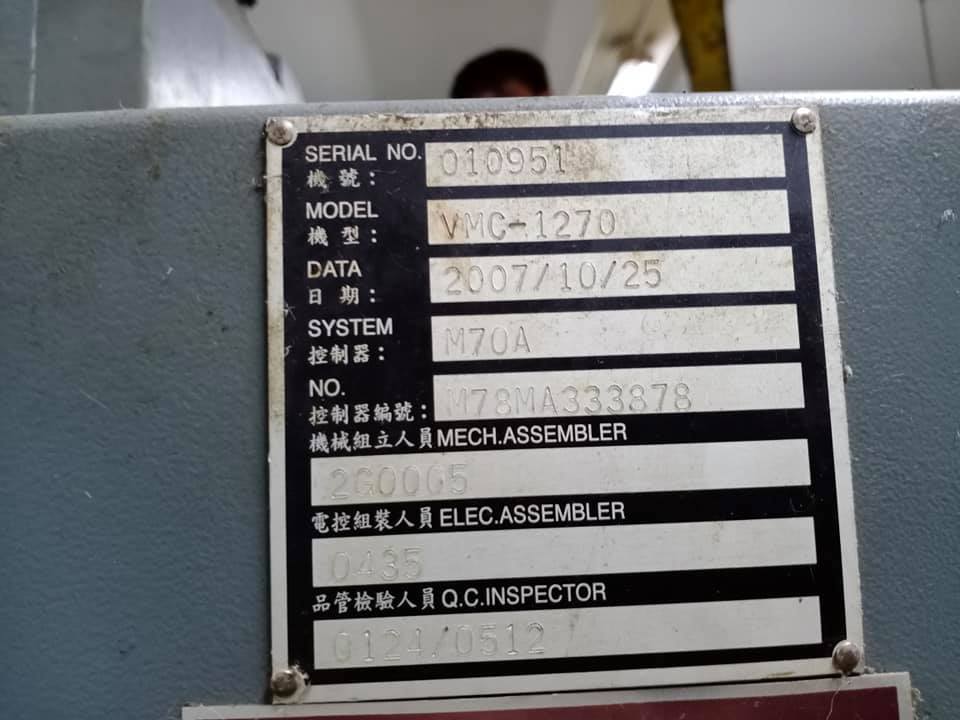 SERIAL NO. 010951
機號：
MODEL VMC-1270
機型：
DATA 2007/10/25
日期：
SYSTEM M70A
控制器：
NO. M78MA333878
控制器編號：
機械組立人員 MECH.ASSEMBLER
2G0005
電控組裝人員 ELEC.ASSEMBLER
0435
品管檢驗人員 Q.C.INSPECTOR
0124/0512